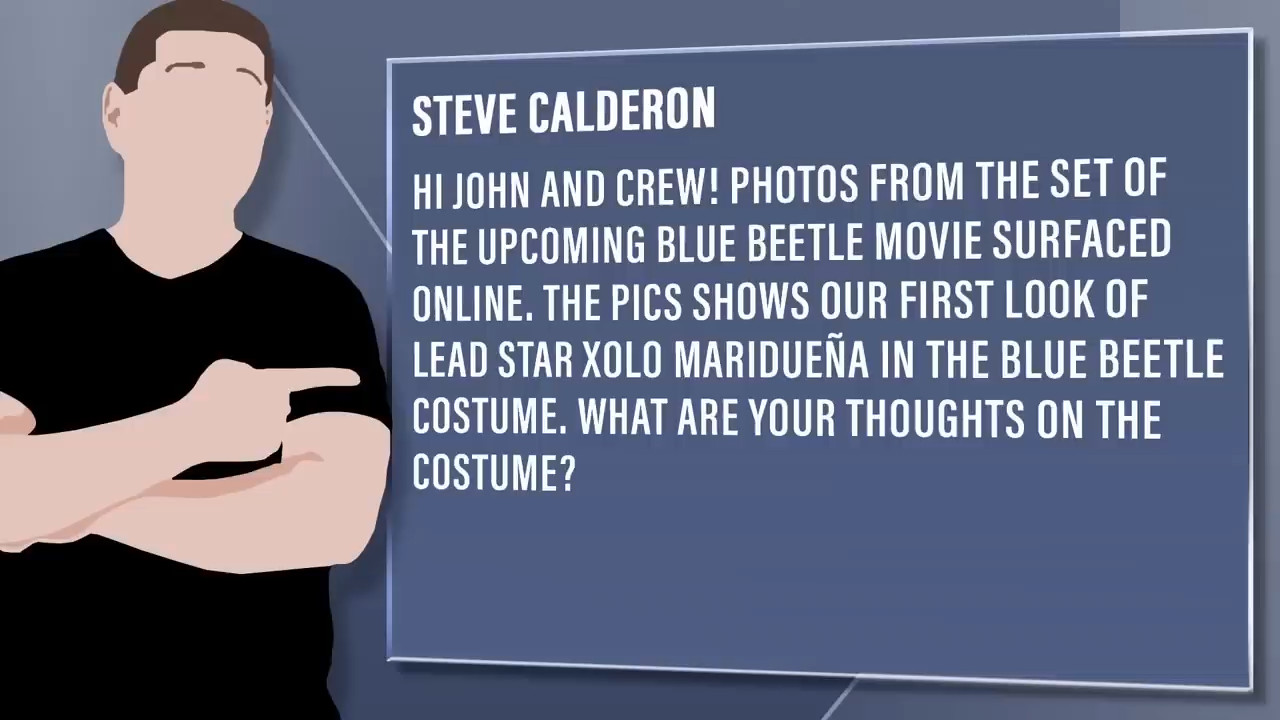 STEVE CALDERON
HI JOHN AND CREW! PHOTOS FROM THE SET OF
THE UPCOMING BLUE BEETLE MOVIE SURFACED
ONLINE. THE PICS SHOWS OUR FIRST LOOK OF
LEAD STAR XOLO MARIDUEÑA IN THE BLUE BEETLE
COSTUME. WHAT ARE YOUR THOUGHTS ON THE
COSTUME?